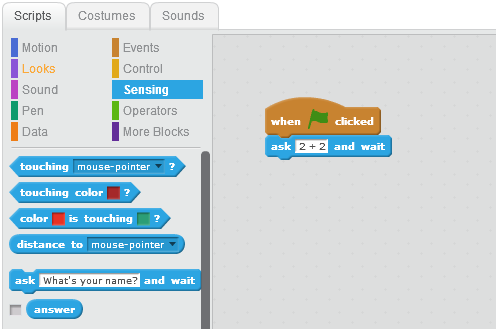 Scripts Costumes Sounds
Motion Events
Looks Control
Sound Sensing
Pen Operators
Data More Blocks
touching mouse-pointer ?
touching color ?
color is touching ?
distance to mouse-pointer
ask What's your name? and wait
answer
when clicked
ask 2 + 2 and wait